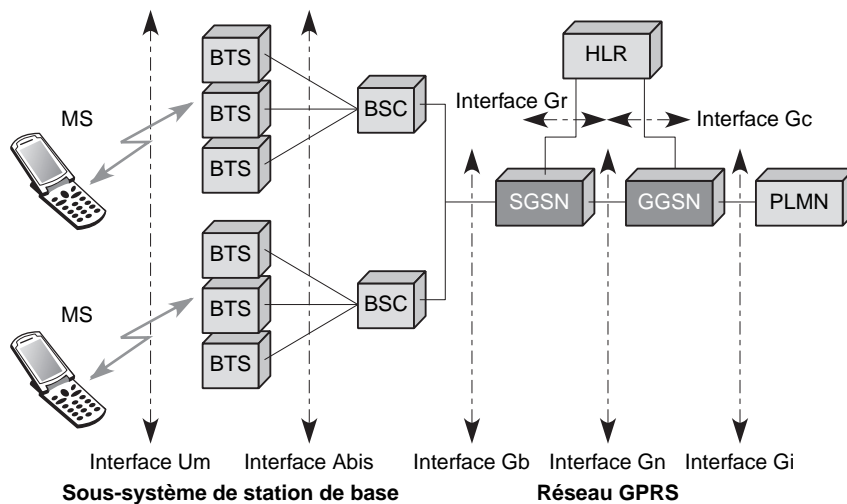 BTS
HLR
BTS
BSC
MS
Interface Gr
Interface Gc
BTS
SGSN
GGSN
PLMN
BTS
BTS
BSC
MS
BTS
Interface Um
Interface Abis
Interface Gb
Interface Gn
Interface Gi
Sous-système de station de base
Réseau GPRS